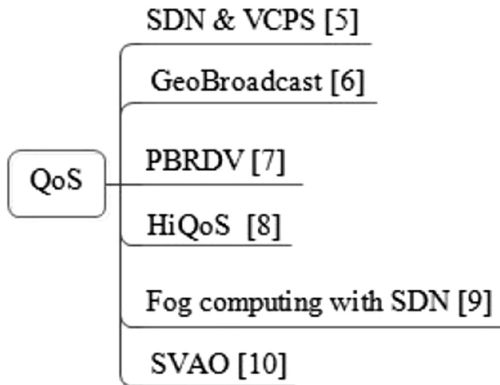 SDN & VCPS [5]
GeoBroadcast [6]
QoS
PBRDV [7]
HiQoS [8]
Fog computing with SDN [9]
SVAO [10]